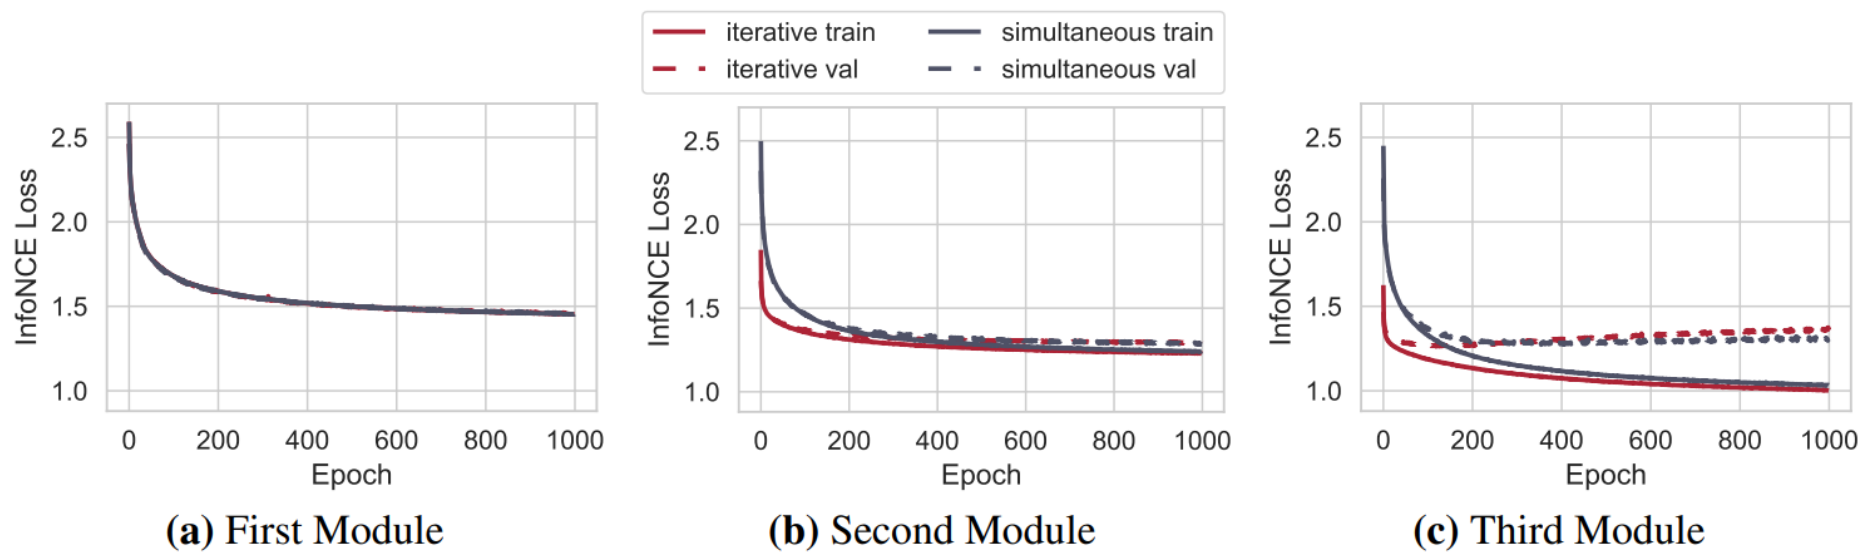 iterative train
simultaneous train
iterative val
simultaneous val
InfoNCE Loss
2.5
2.0
1.5
1.0
0 200 400 600 800 1000
Epoch
(a) First Module
InfoNCE Loss
2.5
2.0
1.5
1.0
0 200 400 600 800 1000
Epoch
(b) Second Module
InfoNCE Loss
2.5
2.0
1.5
1.0
0 200 400 600 800 1000
Epoch
(c) Third Module